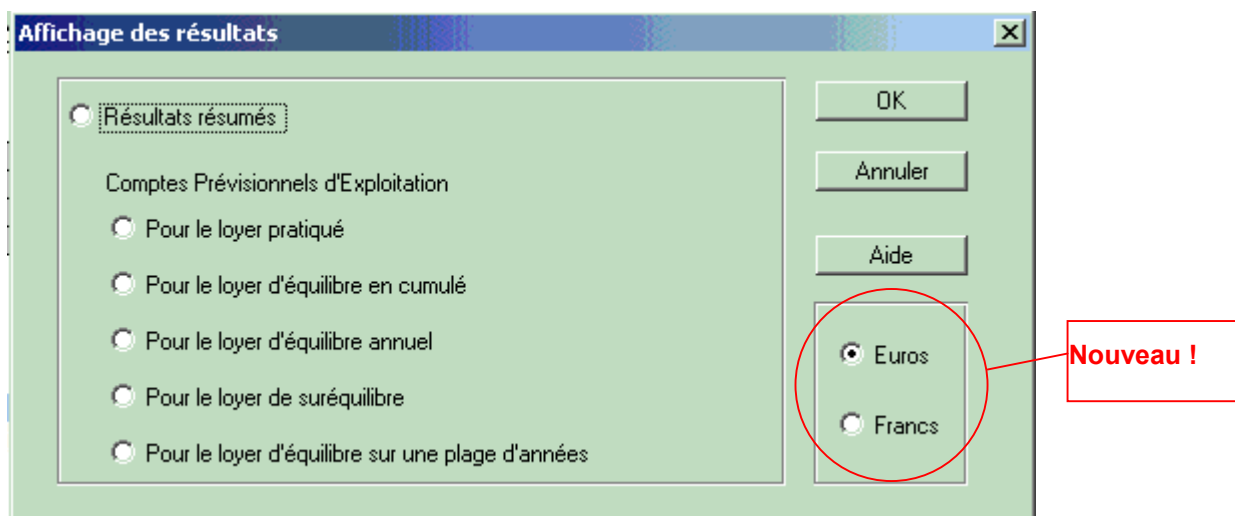 Affichage des résultats
Résultats résumés
Comptes Prévisionnels d'Exploitation
Pour le loyer pratiqué
Pour le loyer d'équilibre en cumulé
Pour le loyer d'équilibre annuel
Pour le loyer de suréquilibre
Pour le loyer d'équilibre sur une plage d'années
OK
Annuler
Aide
Euros
Francs
Nouveau !